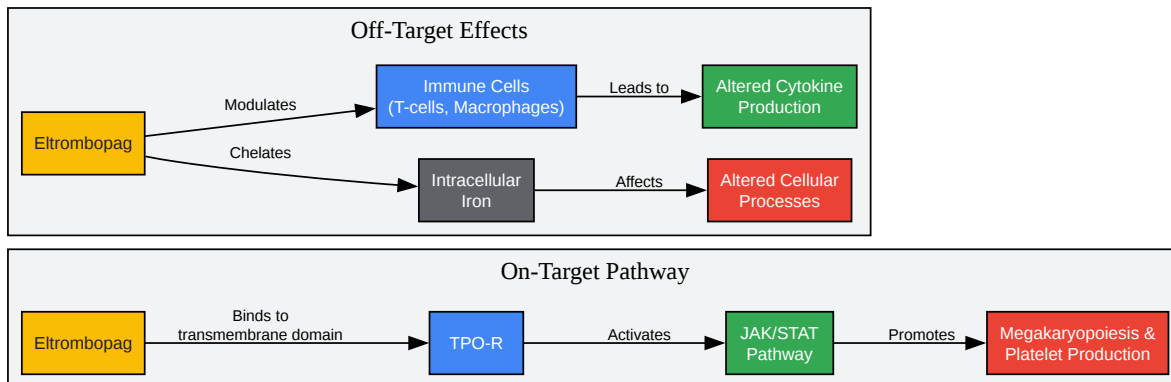 Off-Target Effects
Eltrombopag
Modulates
Immune Cells
(T-cells, Macrophages)
Leads to
Altered Cytokine
Production
Chelates
Intracellular
Iron
Affects
Altered Cellular
Processes
On-Target Pathway
Eltrombopag
Binds to
transmembrane domain
TPO-R
Activates
JAK/STAT
Pathway
Promotes
Megakaryopoiesis &
Platelet Production